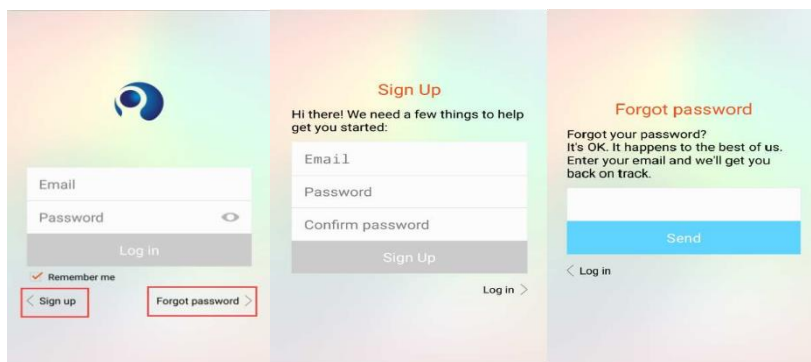 Email
Password
Log in
Remember me
Sign up
Forgot password
Sign Up
Hi there! We need a few things to help
get you started:
Email
Password
Confirm password
Sign Up
Log in
Forgot password
Forgot your password?
It's OK. It happens to the best of us.
Enter your email and we'll get you
back on track.
Send
Log in